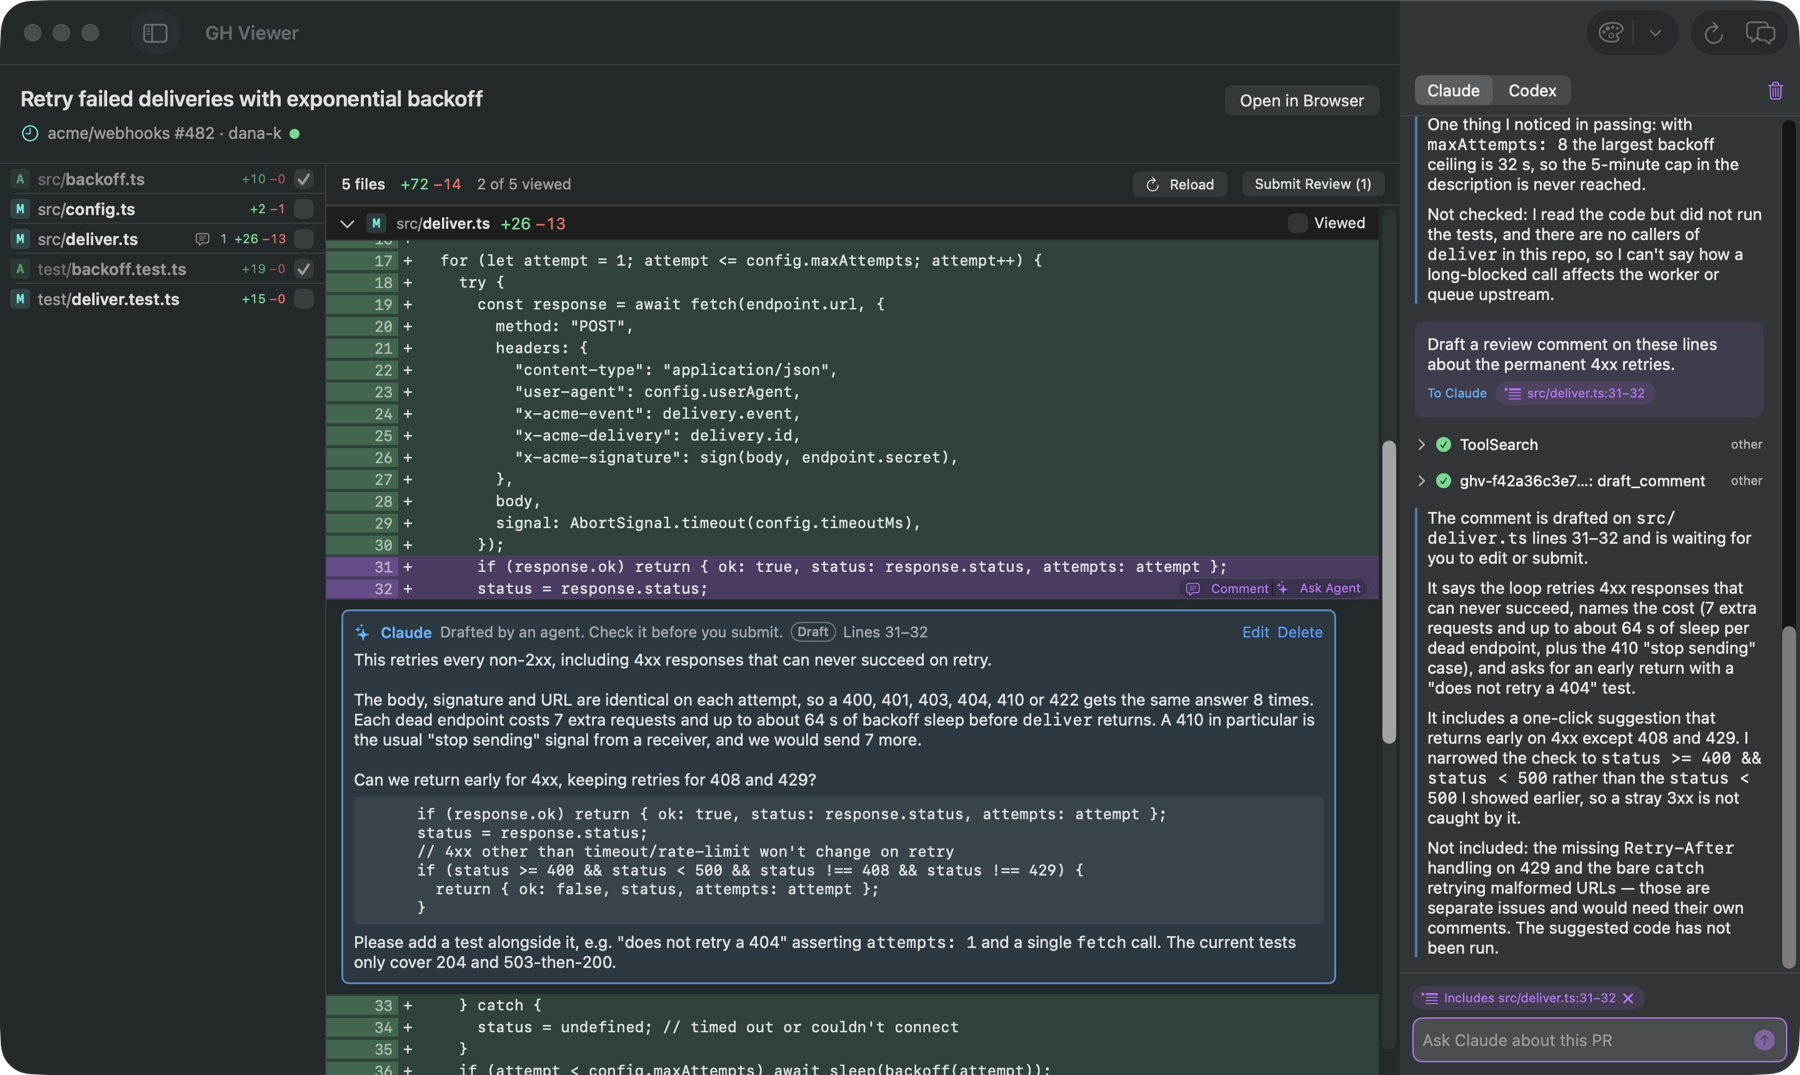 GH Viewer
Retry failed deliveries with exponential backoff
acme/webhooks #482 · dana-k
Open in Browser
A src/backoff.ts +10 −0
M src/config.ts +2 −1
M src/deliver.ts 1 +26 −13
A test/backoff.test.ts +19 −0
M test/deliver.test.ts +15 −0
5 files +72 −14 2 of 5 viewed
Reload
Submit Review (1)
M src/deliver.ts +26 −13
Viewed
17 + for (let attempt = 1; attempt <= config.maxAttempts; attempt++) {
18 + try {
19 + const response = await fetch(endpoint.url, {
20 + method: "POST",
21 + headers: {
22 + "content-type": "application/json",
23 + "user-agent": config.userAgent,
24 + "x-acme-event": delivery.event,
25 + "x-acme-delivery": delivery.id,
26 + "x-acme-signature": sign(body, endpoint.secret),
27 + },
28 + body,
29 + signal: AbortSignal.timeout(config.timeoutMs),
30 + });
31 + if (response.ok) return { ok: true, status: response.status, attempts: attempt };
32 + status = response.status;
Comment
Ask Agent
Claude Drafted by an agent. Check it before you submit. Draft Lines 31–32
Edit Delete
This retries every non-2xx, including 4xx responses that can never succeed on retry.
The body, signature and URL are identical on each attempt, so a 400, 401, 403, 404, 410 or 422 gets the same answer 8 times.
Each dead endpoint costs 7 extra requests and up to about 64 s of backoff sleep before deliver returns. A 410 in particular is
the usual "stop sending" signal from a receiver, and we would send 7 more.
Can we return early for 4xx, keeping retries for 408 and 429?
if (response.ok) return { ok: true, status: response.status, attempts: attempt };
status = response.status;
// 4xx other than timeout/rate-limit won't change on retry
if (status >= 400 && status < 500 && status !== 408 && status !== 429) {
return { ok: false, status, attempts: attempt };
}
Please add a test alongside it, e.g. "does not retry a 404" asserting attempts: 1 and a single fetch call. The current tests
only cover 204 and 503-then-200.
33 + } catch {
34 + status = undefined; // timed out or couldn't connect
35 + }
36 + if (attempt < config.maxAttempts) await sleep(backoff(attempt));
Claude
Codex
One thing I noticed in passing: with
maxAttempts: 8 the largest backoff
ceiling is 32 s, so the 5-minute cap in the
description is never reached.
Not checked: I read the code but did not run
the tests, and there are no callers of
deliver in this repo, so I can't say how a
long-blocked call affects the worker or
queue upstream.
Draft a review comment on these lines
about the permanent 4xx retries.
To Claude src/deliver.ts:31–32
ToolSearch other
ghv-f42a36c3e7...: draft_comment other
The comment is drafted on src/
deliver.ts lines 31–32 and is waiting for
you to edit or submit.
It says the loop retries 4xx responses that
can never succeed, names the cost (7 extra
requests and up to about 64 s of sleep per
dead endpoint, plus the 410 "stop sending"
case), and asks for an early return with a
"does not retry a 404" test.
It includes a one-click suggestion that
returns early on 4xx except 408 and 429. I
narrowed the check to status >= 400 &&
status < 500 rather than the status <
500 I showed earlier, so a stray 3xx is not
caught by it.
Not included: the missing Retry-After
handling on 429 and the bare catch
retrying malformed URLs — those are
separate issues and would need their own
comments. The suggested code has not
been run.
Includes src/deliver.ts:31–32
Ask Claude about this PR